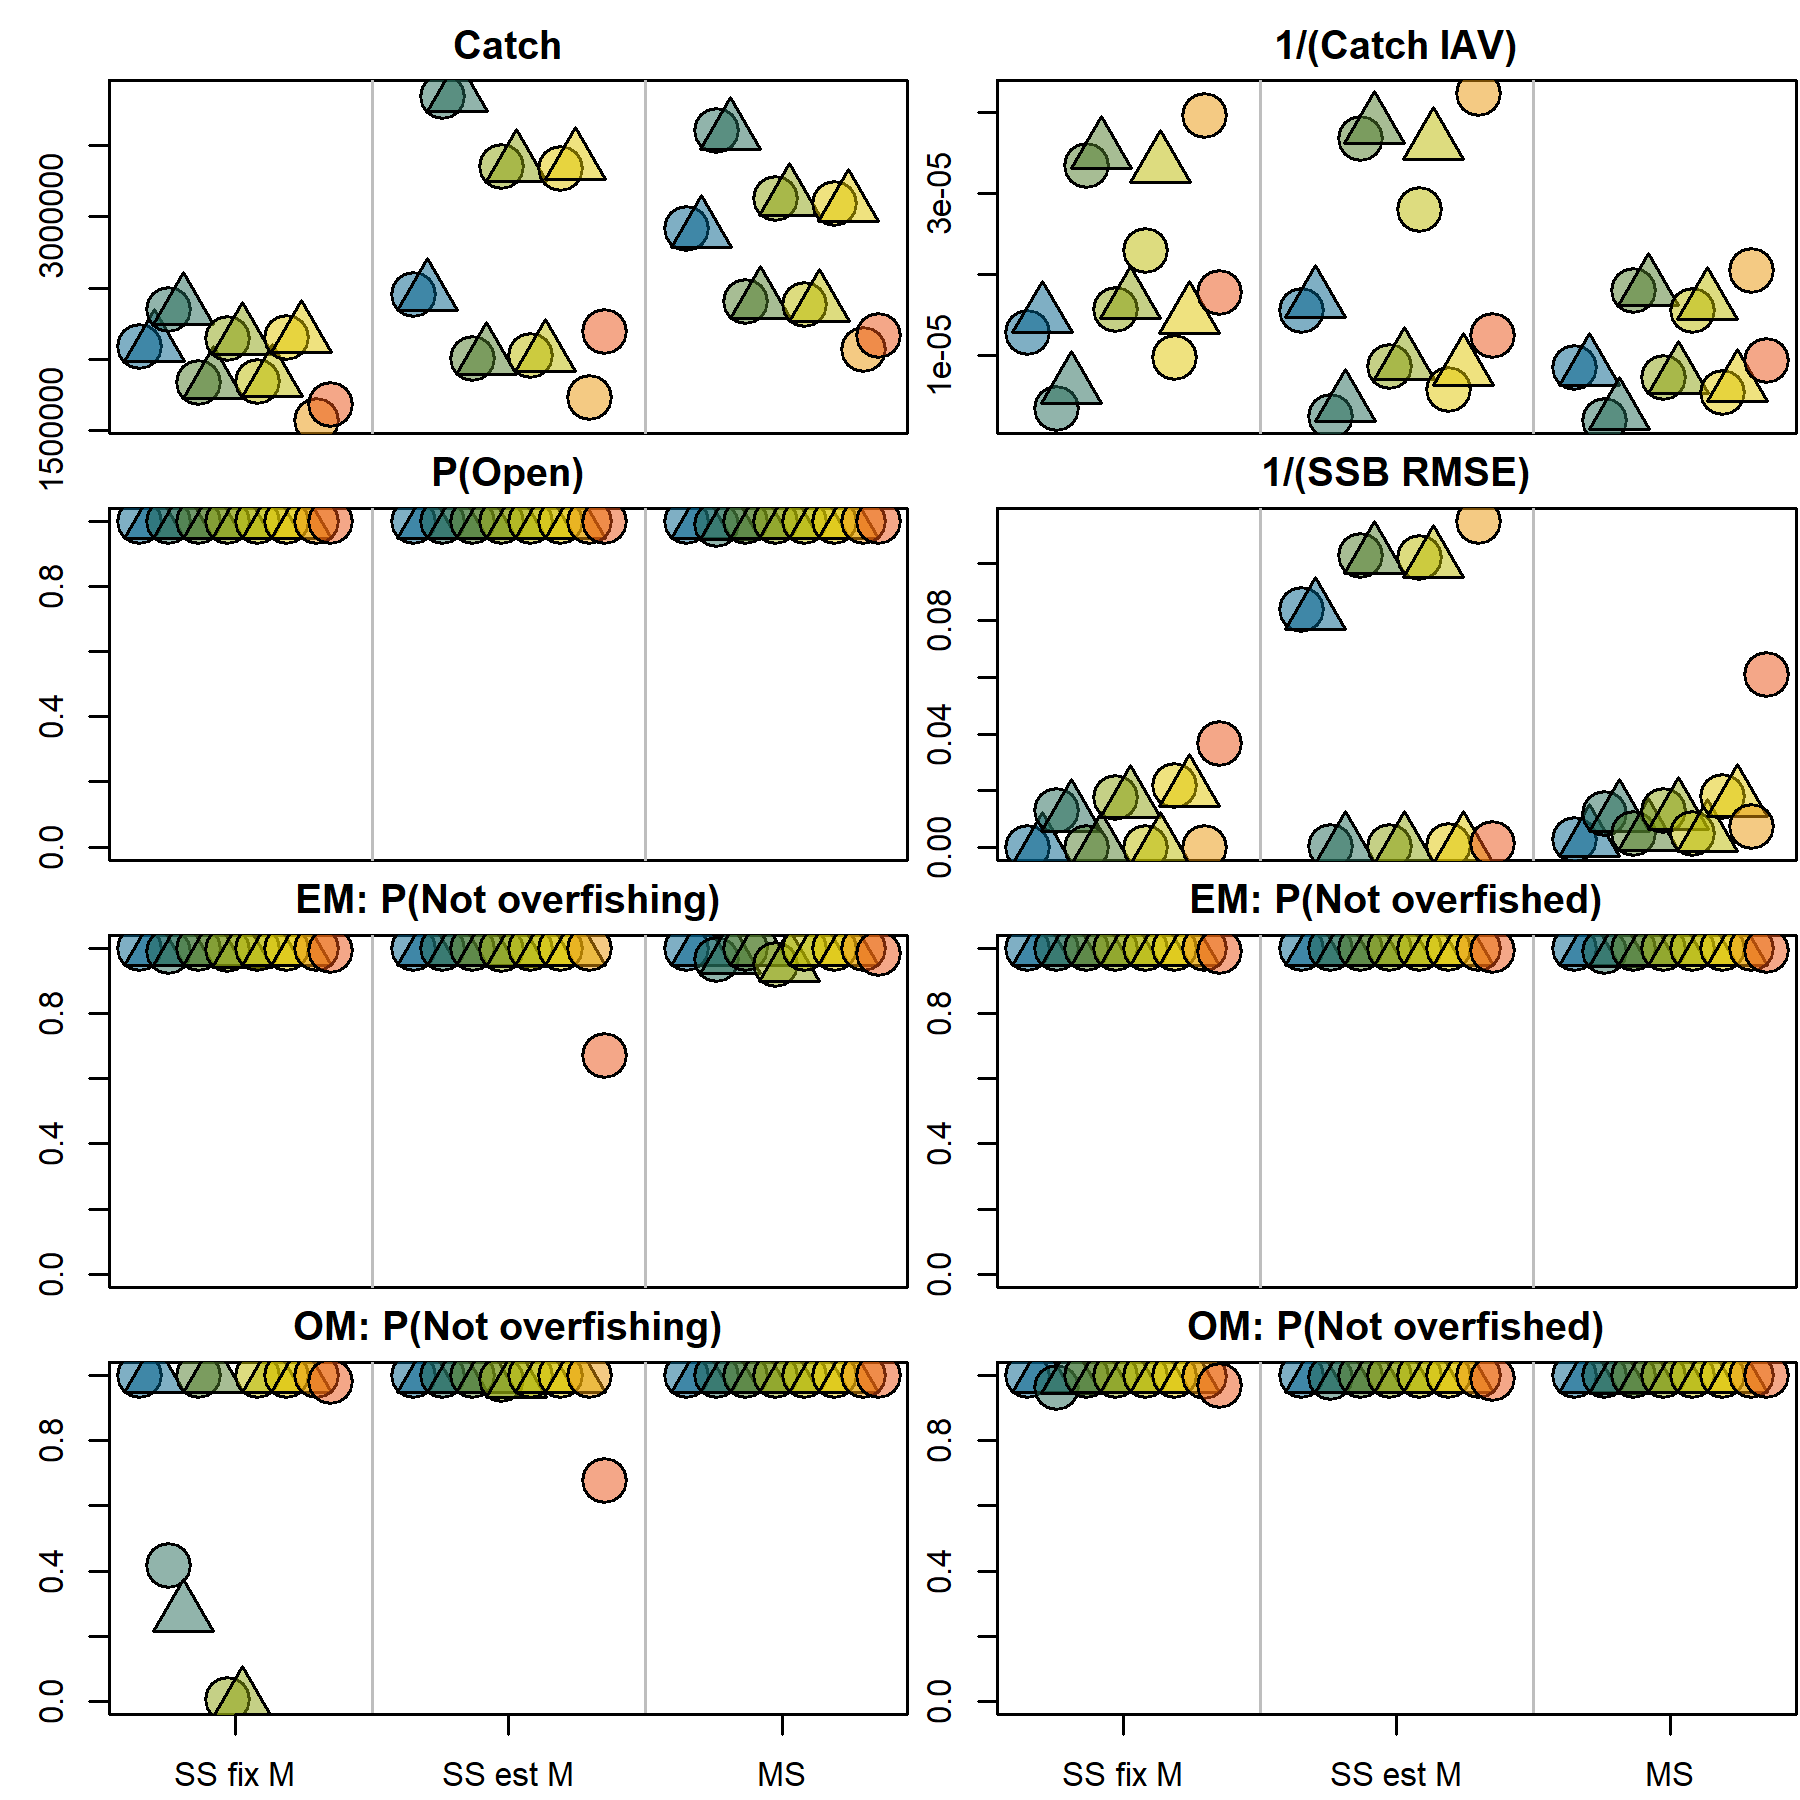 Catch
1/(Catch IAV)
3000000
1500000
3e-05
1e-05
P(Open)
1/(SSB RMSE)
0.8
0.4
0.0
0.08
0.04
0.00
EM: P(Not overfishing)
EM: P(Not overfished)
0.8
0.4
0.0
0.8
0.4
0.0
OM: P(Not overfishing)
OM: P(Not overfished)
0.8
0.4
0.0
0.8
0.4
0.0
SS fix M
SS est M
MS
SS fix M
SS est M
MS